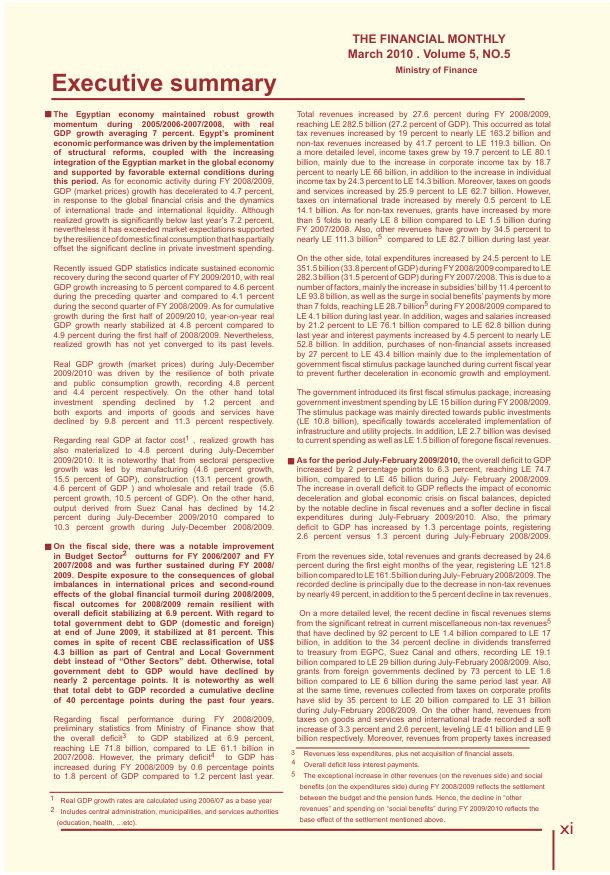 THE FINANCIAL MONTHLY
March 2010 . Volume 5, NO.5
Ministry of Finance
Executive summary
The Egyptian economy maintained robust growth
momentum during 2005/2006-2007/2008, with real
GDP growth averaging 7 percent. Egypt's prominent
economic performance was driven by the implementation
of structural reforms, coupled with the increasing
integration of the Egyptian market in the global economy
and supported by favorable external conditions during
this period. As for economic activity during FY 2008/2009,
GDP (market prices) growth has decelerated to 4.7 percent,
in response to the global financial crisis and the dynamics
of international trade and international liquidity. Although
realized growth is significantly below last year's 7.2 percent,
nevertheless it has exceeded market expectations supported
by the resilience of domestic final consumption that has partially
offset the significant decline in private investment spending.
Recently issued GDP statistics indicate sustained economic
recovery during the second quarter of FY 2009/2010, with real
GDP growth increasing to 5 percent compared to 4.6 percent
during the preceding quarter and compared to 4.1 percent
during the second quarter of FY 2008/2009. As for cumulative
growth during the first half of 2009/2010, year-on-year real
GDP growth nearly stabilized at 4.8 percent compared to
4.9 percent during the first half of 2008/2009. Nevertheless,
realized growth has not yet converged to its past levels.
Real GDP growth (market prices) during July-December
2009/2010 was driven by the resilience of both private
and public consumption growth, recording 4.8 percent
and 4.4 percent respectively. On the other hand total
investment spending declined by 1.2 percent and
both exports and imports of goods and services have
declined by 9.8 percent and 11.3 percent respectively.
Regarding real GDP at factor cost1 , realized growth has
also materialized to 4.8 percent during July-December
2009/2010. It is noteworthy that from sectoral perspective
growth was led by manufacturing (4.6 percent growth,
15.5 percent of GDP), construction (13.1 percent growth,
4.6 percent of GDP ) and wholesale and retail trade (5.6
percent growth, 10.5 percent of GDP). On the other hand,
output derived from Suez Canal has declined by 14.2
percent during July-December 2009/2010 compared to
10.3 percent growth during July-December 2008/2009.
On the fiscal side, there was a notable improvement
in Budget Sector2 outturns for FY 2006/2007 and FY
2007/2008 and was further sustained during FY 2008/
2009. Despite exposure to the consequences of global
imbalances in international prices and second-round
effects of the global financial turmoil during 2008/2009,
fiscal outcomes for 2008/2009 remain resilient with
overall deficit stabilizing at 6.9 percent. With regard to
total government debt to GDP (domestic and foreign)
at end of June 2009, it stabilized at 81 percent. This
comes in spite of recent CBE reclassification of US$
4.3 billion as part of Central and Local Government
debt instead of "Other Sectors" debt. Otherwise, total
government debt to GDP would have declined by
nearly 2 percentage points. It is noteworthy as well
that total debt to GDP recorded a cumulative decline
of 40 percentage points during the past four years.
Regarding fiscal performance during FY 2008/2009,
preliminary statistics from Ministry of Finance show that
the overall deficit3 to GDP stabilized at 6.9 percent,
reaching LE 71.8 billion, compared to LE 61.1 billion in
2007/2008. However, the primary deficit4 to GDP has
increased during FY 2008/2009 by 0.6 percentage points
to 1.8 percent of GDP compared to 1.2 percent last year.
1 Real GDP growth rates are calculated using 2006/07 as a base year
2 Includes central administration, municipalities, and services authorities
(education, health, …etc).
Total revenues increased by 27.6 percent during FY 2008/2009,
reaching LE 282.5 billion (27.2 percent of GDP). This occurred as total
tax revenues increased by 19 percent to nearly LE 163.2 billion and
non-tax revenues increased by 41.7 percent to LE 119.3 billion. On
a more detailed level, income taxes grew by 19.7 percent to LE 80.1
billion, mainly due to the increase in corporate income tax by 18.7
percent to nearly LE 66 billion, in addition to the increase in individual
income tax by 24.3 percent to LE 14.3 billion. Moreover, taxes on goods
and services increased by 25.9 percent to LE 62.7 billion. However,
taxes on international trade increased by merely 0.5 percent to LE
14.1 billion. As for non-tax revenues, grants have increased by more
than 5 folds to nearly LE 8 billion compared to LE 1.5 billion during
FY 2007/2008. Also, other revenues have grown by 34.5 percent to
nearly LE 111.3 billion5 compared to LE 82.7 billion during last year.
On the other side, total expenditures increased by 24.5 percent to LE
351.5 billion (33.8 percent of GDP) during FY 2008/2009 compared to LE
282.3 billion (31.5 percent of GDP) during FY 2007/2008. This is due to a
number of factors, mainly the increase in subsidies' bill by 11.4 percent to
LE 93.8 billion, as well as the surge in social benefits' payments by more
than 7 folds, reaching LE 28.7 billion5 during FY 2008/2009 compared to
LE 4.1 billion during last year. In addition, wages and salaries increased
by 21.2 percent to LE 76.1 billion compared to LE 62.8 billion during
last year and interest payments increased by 4.5 percent to nearly LE
52.8 billion. In addition, purchases of non-financial assets increased
by 27 percent to LE 43.4 billion mainly due to the implementation of
government fiscal stimulus package launched during current fiscal year
to prevent further deceleration in economic growth and employment.
The government introduced its first fiscal stimulus package, increasing
government investment spending by LE 15 billion during FY 2008/2009.
The stimulus package was mainly directed towards public investments
(LE 10.8 billion), specifically towards accelerated implementation of
infrastructure and utility projects. In addition, LE 2.7 billion was devised
to current spending as well as LE 1.5 billion of foregone fiscal revenues.
As for the period July-February 2009/2010, the overall deficit to GDP
increased by 2 percentage points to 6.3 percent, reaching LE 74.7
billion, compared to LE 45 billion during July- February 2008/2009.
The increase in overall deficit to GDP reflects the impact of economic
deceleration and global economic crisis on fiscal balances, depicted
by the notable decline in fiscal revenues and a softer decline in fiscal
expenditures during July-February 2009/2010. Also, the primary
deficit to GDP has increased by 1.3 percentage points, registering
2.6 percent versus 1.3 percent during July-February 2008/2009.
From the revenues side, total revenues and grants decreased by 24.6
percent during the first eight months of the year, registering LE 121.8
billion compared to LE 161.5 billion during July- February 2008/2009. The
recorded decline is principally due to the decrease in non-tax revenues
by nearly 49 percent, in addition to the 5 percent decline in tax revenues.
On a more detailed level, the recent decline in fiscal revenues stems
from the significant retreat in current miscellaneous non-tax revenues5
that have declined by 92 percent to LE 1.4 billion compared to LE 17
billion, in addition to the 34 percent decline in dividends transferred
to treasury from EGPC, Suez Canal and others, recording LE 19.1
billion compared to LE 29 billion during July-February 2008/2009. Also,
grants from foreign governments declined by 73 percent to LE 1.6
billion compared to LE 6 billion during the same period last year. All
at the same time, revenues collected from taxes on corporate profits
have slid by 35 percent to LE 20 billion compared to LE 31 billion
during July-February 2008/2009. On the other hand, revenues from
taxes on goods and services and international trade recorded a soft
increase of 3.3 percent and 2.6 percent, leveling LE 41 billion and LE 9
billion respectively. Moreover, revenues from property taxes increased
3 Revenues less expenditures, plus net acquisition of financial assets.
4 Overall deficit less interest payments.
5 The exceptional increase in other revenues (on the revenues side) and social
benefits (on the expenditures side) during FY 2008/2009 reflects the settlement
between the budget and the pension funds. Hence, the decline in "other
revenues" and spending on "social benefits" during FY 2009/2010 reflects the
base effect of the settlement mentioned above.
xi